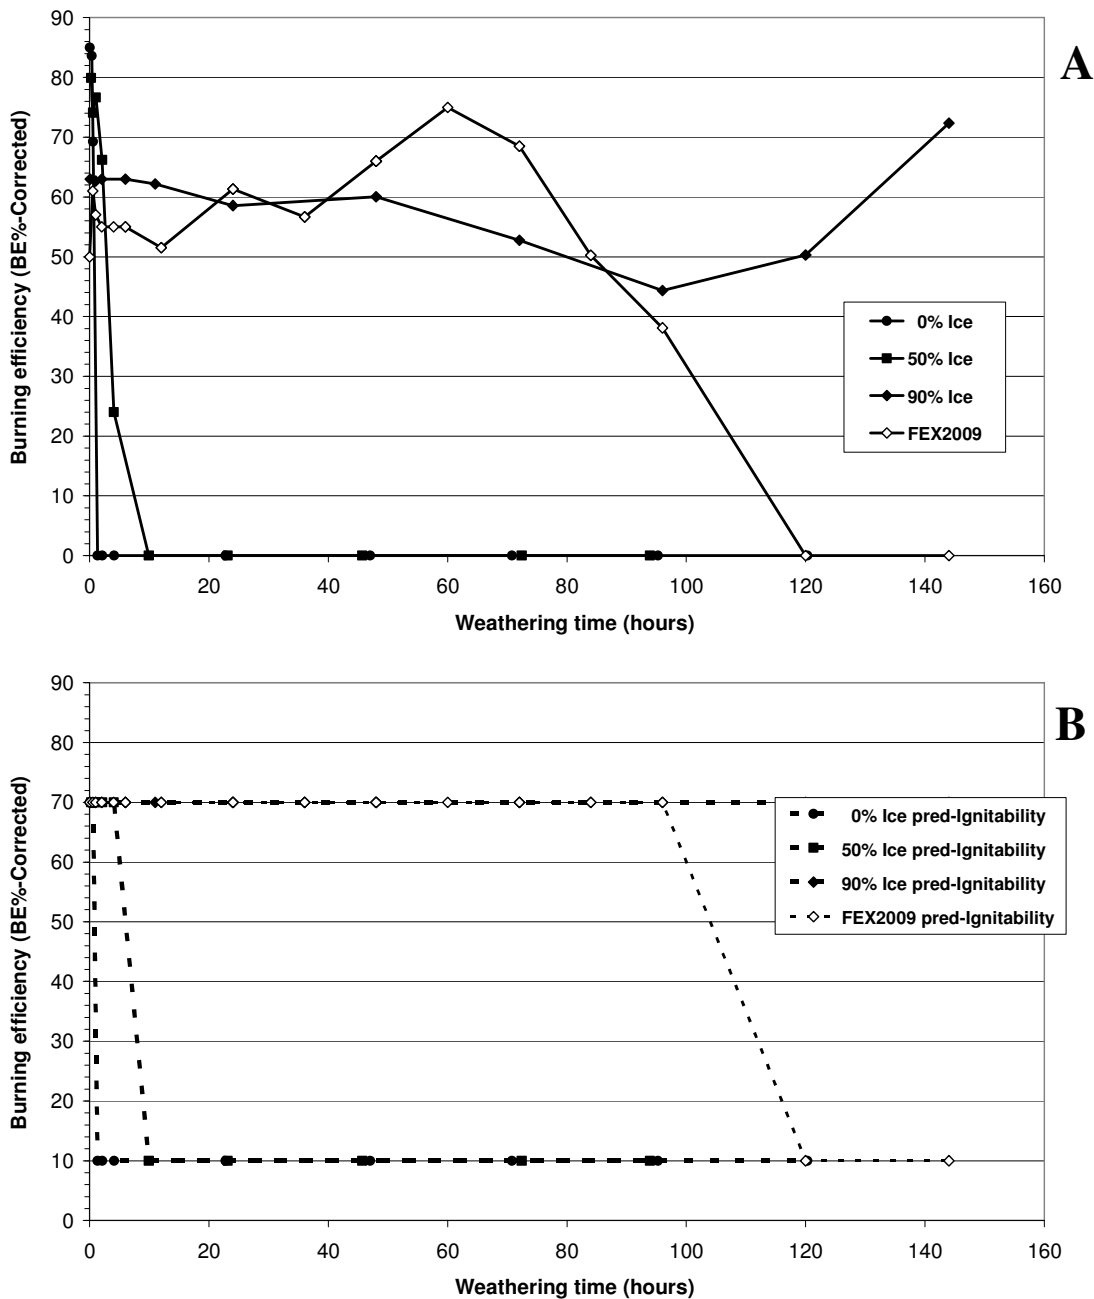 90
A
80
70
60
50
40
30
20
10
0
Burning efficiency (BE%-Corrected)
0% Ice
50% Ice
90% Ice
FEX2009
0 20 40 60 80 100 120 140 160
Weathering time (hours)
90
B
80
70
60
50
40
30
20
10
0
Burning efficiency (BE%-Corrected)
0% Ice pred-Ignitability
50% Ice pred-Ignitability
90% Ice pred-Ignitability
FEX2009 pred-Ignitability
0 20 40 60 80 100 120 140 160
Weathering time (hours)